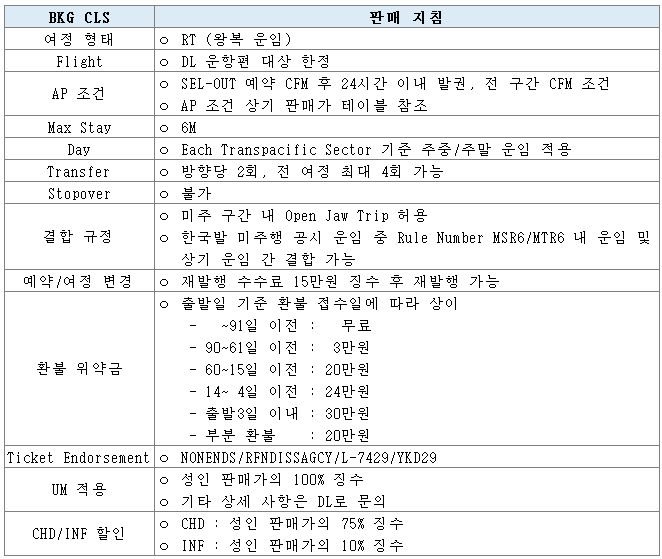 BKG CLS 판매 지침
여정 형태 o RT (왕복 운임)
Flight o DL 운항편 대상 한정
AP 조건 o SEL-OUT 예약 CFM 후 24시간 이내 발권, 전 구간 CFM 조건
o AP 조건 상기 판매가 테이블 참조
Max Stay o 6M
Day o Each Transpacific Sector 기준 주중/주말 운임 적용
Transfer o 방향당 2회, 전 여정 최대 4회 가능
Stopover o 불가
결합 규정 o 미주 구간 내 Open Jaw Trip 허용
o 한국발 미주행 공시 운임 중 Rule Number MSR6/MTR6 내 운임 및
상기 운임 간 결합 가능
예약/여정 변경 o 재발행 수수료 15만원 징수 후 재발행 가능
환불 위약금 o 출발일 기준 환불 접수일에 따라 상이
- ~91일 이전 : 무료
- 90~61일 이전 : 3만원
- 60~15일 이전 : 20만원
- 14~ 4일 이전 : 24만원
- 출발3일 이내 : 30만원
- 부분 환불 : 20만원
Ticket Endorsement o NONENDS/RFNDISSAGCY/L-7429/YKD29
UM 적용 o 성인 판매가의 100% 징수
o 기타 상세 사항은 DL로 문의
CHD/INF 할인 o CHD : 성인 판매가의 75% 징수
o INF : 성인 판매가의 10% 징수